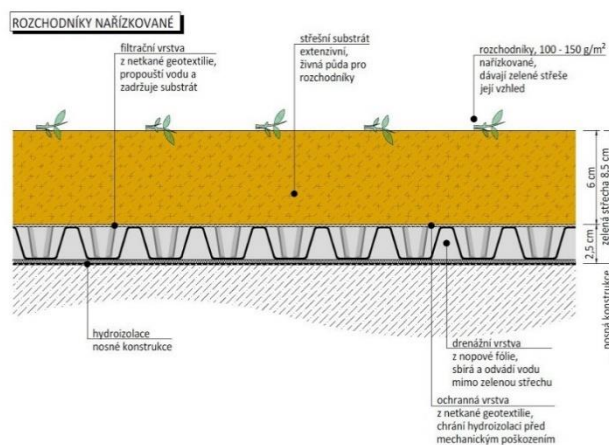 ROZCHODNÍKY NAŘÍZKOVANÉ
filtrační vrstva
z netkané geotextilie,
propouští vodu a
zadržuje substrát
střešní substrát
extenzivní,
živná půda pro
rozchodníky
rozchodníky, 100 - 150 g/m²
nařízkované,
dávají zelené střeše
její vzhled
6 cm
2,5 cm
zelená střecha 8,5 cm
nosná konstrukce
hydroizolace
nosné konstrukce
drenážní vrstva
z nopové fólie,
sbírá a odvádí vodu
mimo zelenou střechu
ochranná vrstva
z netkané geotextilie,
chrání hydroizolaci před
mechanickým poškozením